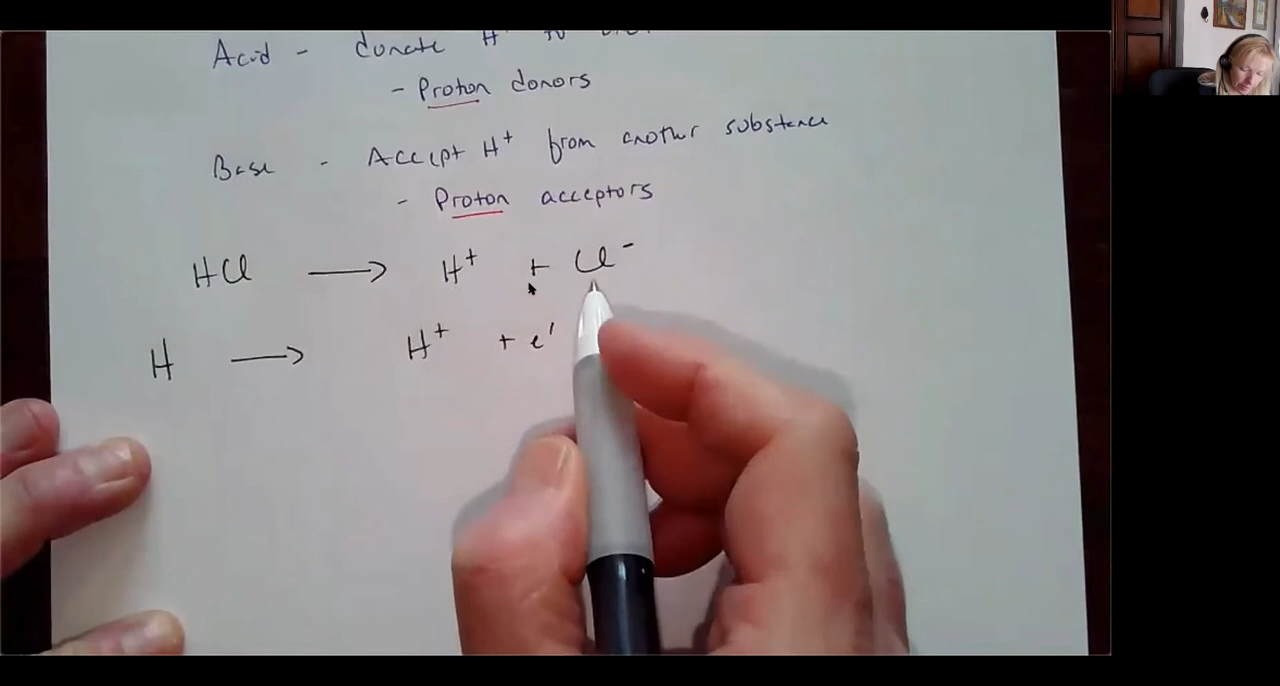 Acid - donate H
- Proton donors
Base - Accept H+ from another substance
- Proton acceptors
HCl → H+ + Cl-
H → H+ + e'